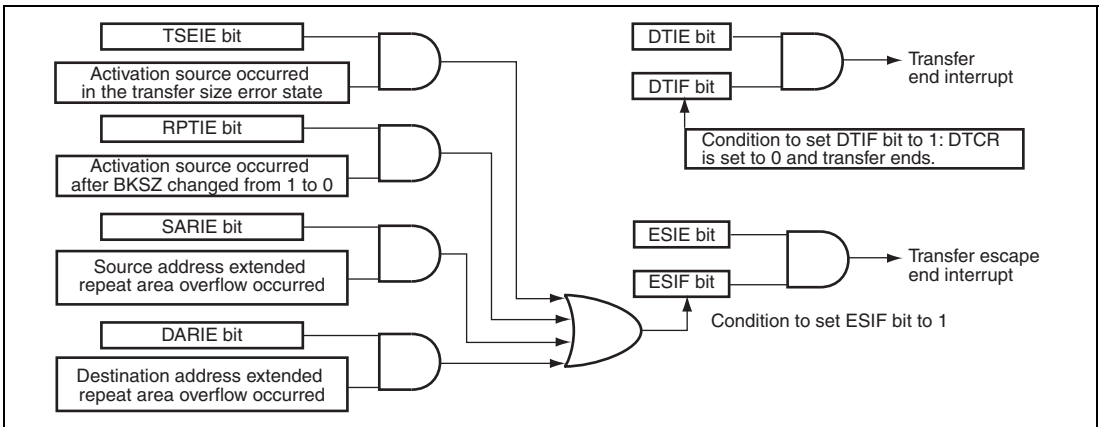 TSEIE bit
Activation source occurred
in the transfer size error state
RPTIE bit
Activation source occurred
after BKSZ changed from 1 to 0
SARIE bit
Source address extended
repeat area overflow occurred
DARIE bit
Destination address extended
repeat area overflow occurred
DTIE bit
DTIF bit
Transfer
end interrupt
Condition to set DTIF bit to 1: DTCR
is set to 0 and transfer ends.
ESIE bit
ESIF bit
Transfer escape
end interrupt
Condition to set ESIF bit to 1